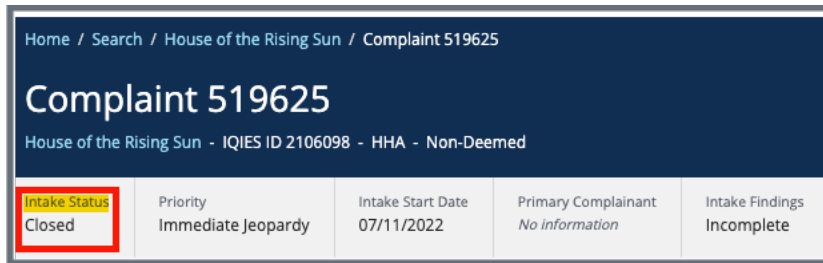 Home / Search / House of the Rising Sun / Complaint 519625
Complaint 519625
House of the Rising Sun - IQIES ID 2106098 - HHA - Non-Deemed
Intake Status Priority Intake Start Date Primary Complainant Intake Findings
Closed Immediate Jeopardy 07/11/2022 No information Incomplete